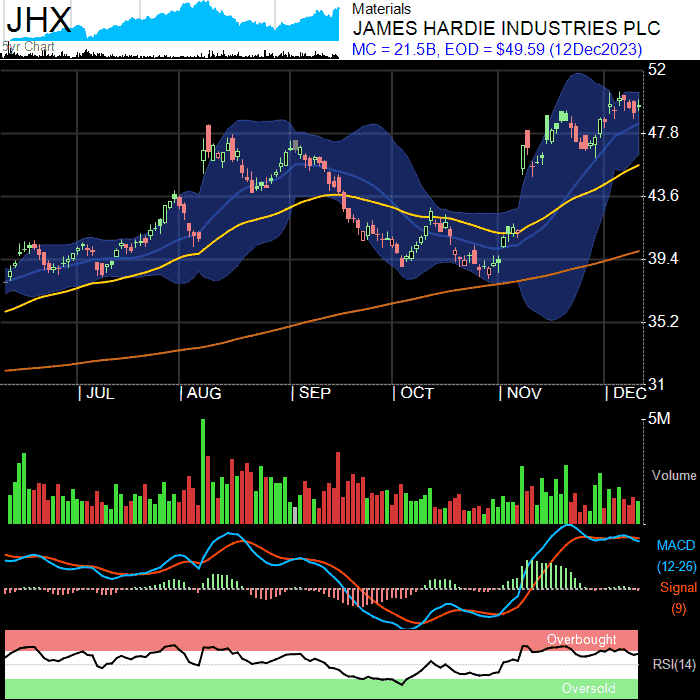 JHX
5yr Chart
Materials
JAMES HARDIE INDUSTRIES PLC
MC = 21.5B, EOD = $49.59 (12Dec2023)
52
47.8
43.6
39.4
35.2
31
JUL AUG SEP OCT NOV DEC
5M
Volume
MACD
(12-26)
Signal
(9)
Overbought
RSI(14)
Oversold